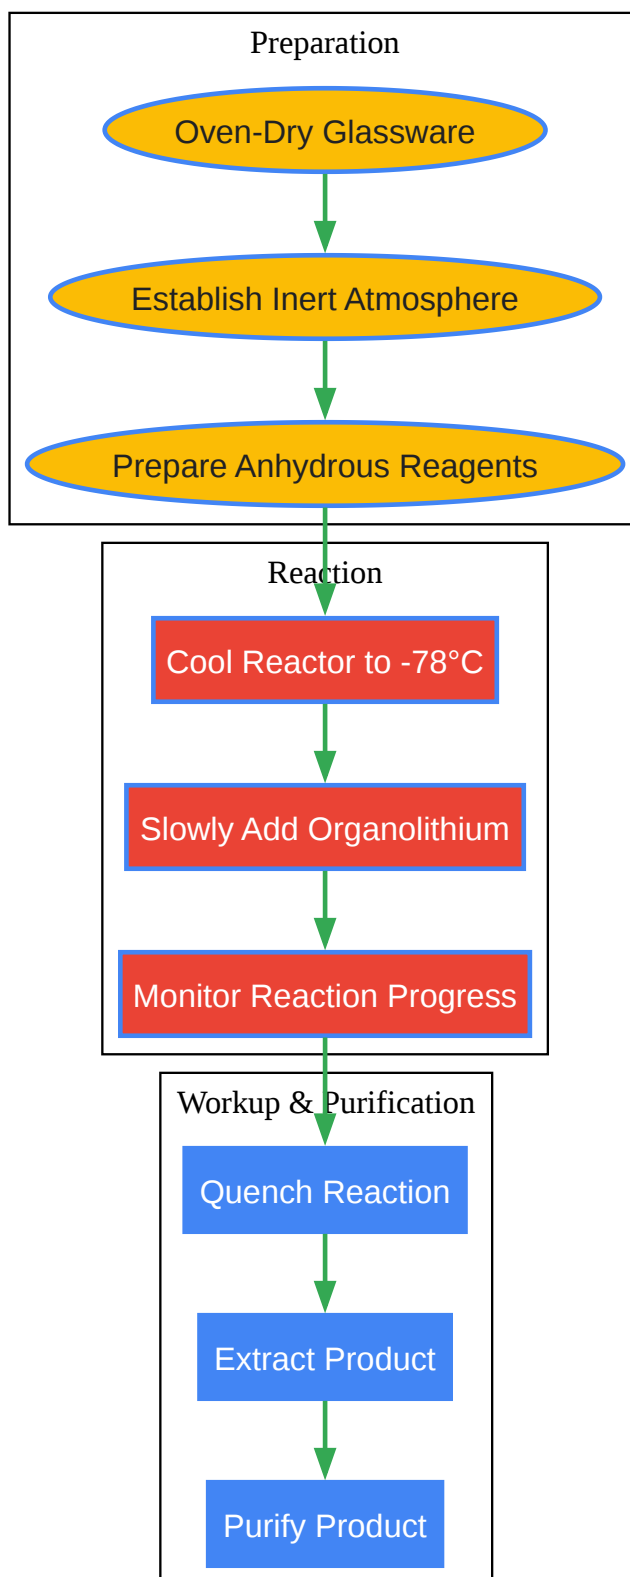 Preparation
Oven-Dry Glassware
Establish Inert Atmosphere
Prepare Anhydrous Reagents
Reaction
Cool Reactor to -78°C
Slowly Add Organolithium
Monitor Reaction Progress
Workup & Purification
Quench Reaction
Extract Product
Purify Product